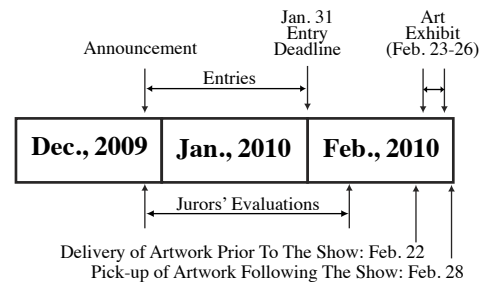 Jan. 31
Entry
Deadline
Art
Exhibit
(Feb. 23-26)
Announcement
Entries
Dec., 2009
Jan., 2010
Feb., 2010
Jurors’ Evaluations
Delivery of Artwork Prior To The Show: Feb. 22
Pick-up of Artwork Following The Show: Feb. 28